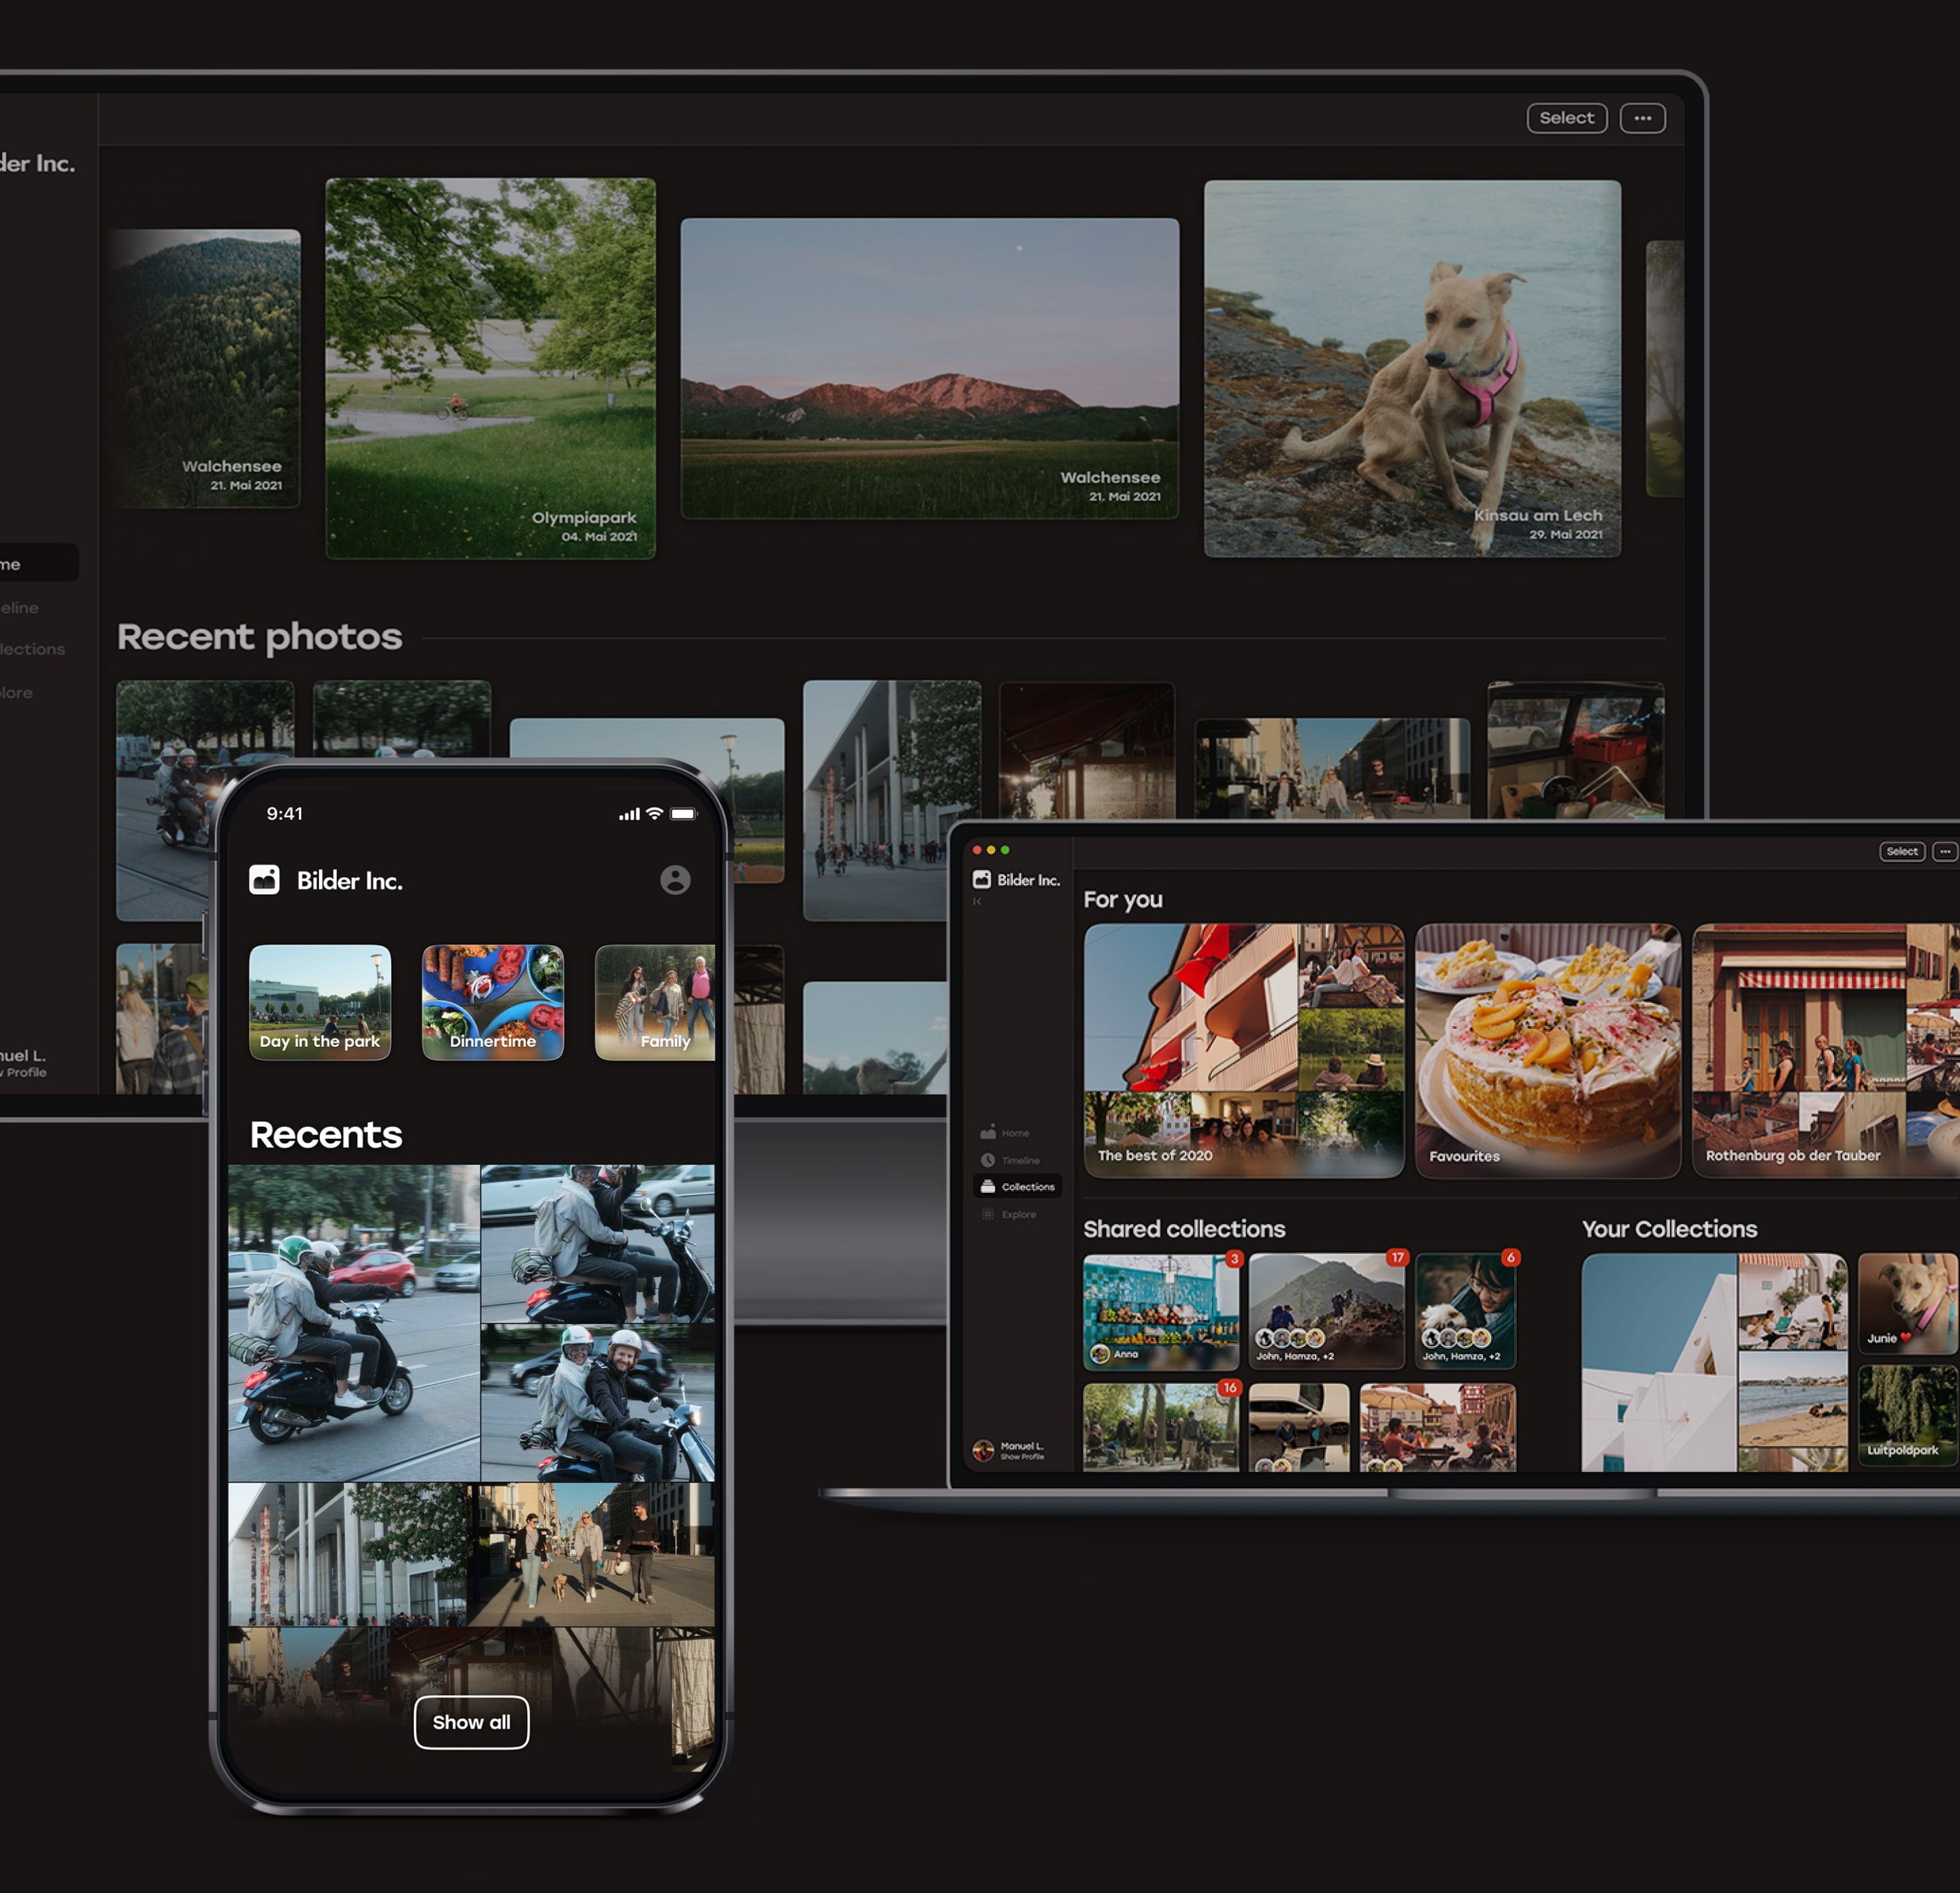 Select
der Inc.
Walchensee
21. Mai 2021
Olympiapark
04. Mai 2021
Walchensee
21. Mai 2021
Kinsau am Lech
29. Mai 2021
me
eline
lections
lore
Recent photos
nuel L.
w Profile
9:41
Bilder Inc.
Day in the park
Dinnertime
Family
Recents
Show all
Select
Bilder Inc.
For you
The best of 2020
Favourites
Rothenburg ob der Tauber
Home
Timeline
Collections
Explore
Shared collections
3
17
6
Anna
John, Hamza, +2
John, Hamza, +2
16
Your Collections
Junie ❤
Luitpoldpark
Manuel L.
Show Profile